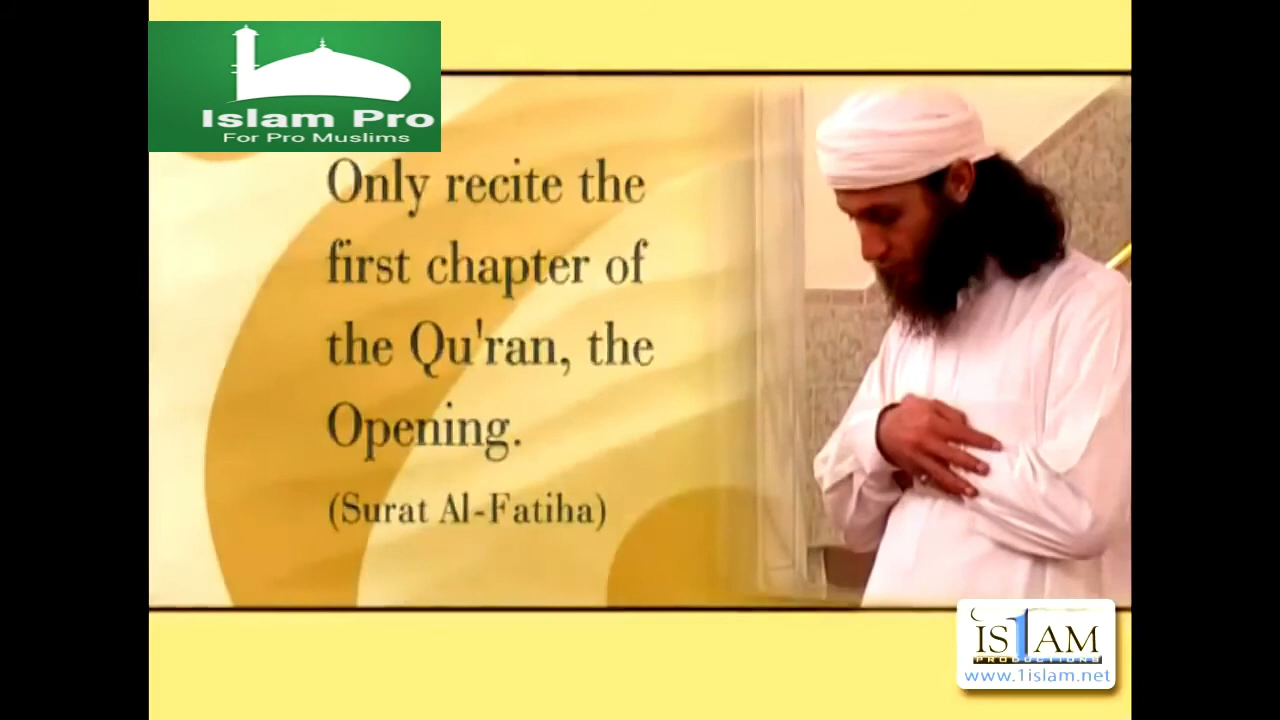 Islam Pro
For Pro Muslims
Only recite the
first chapter of
the Qu'ran, the
Opening.
(Surat Al-Fatiha)
IS1AM
PRODUCTIONS
www.1islam.net